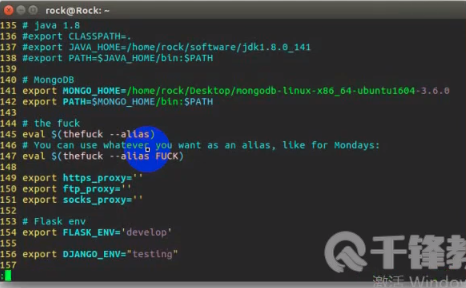 rock@Rock: ~
135 # java 1.8
136 #export CLASSPATH=.
137 #export JAVA_HOME=/home/rock/software/jdk1.8.0_141
138 #export PATH=$JAVA_HOME/bin:$PATH
139
140 # MongoDB
141 export MONGO_HOME=/home/rock/Desktop/mongodb-linux-x86_64-ubuntu1604-3.6.0
142 export PATH=$MONGO_HOME/bin:$PATH
143
144 # the fuck
145 eval $(thefuck --alias)
146 # You can use whatever you want as an alias, like for Mondays:
147 eval $(thefuck --alias FUCK)
148
149 export https_proxy=''
150 export ftp_proxy=''
151 export socks_proxy=''
152
153 # Flask env
154 export FLASK_ENV='develop'
155
156 export DJANGO_ENV="testing"
157
:
千锋教
激活 Window